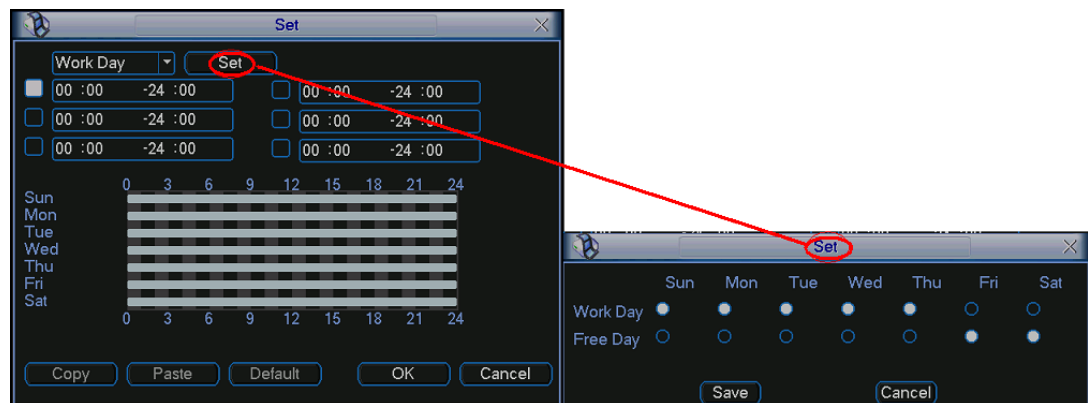 Set
Work Day Set
00 :00 -24 :00 00 :00 -24 :00
00 :00 -24 :00 00 :00 -24 :00
00 :00 -24 :00 00 :00 -24 :00
0 3 6 9 12 15 18 21 24
Sun
Mon
Tue
Wed
Thu
Fri
Sat
0 3 6 9 12 15 18 21 24
Copy Paste Default OK Cancel
Set
Sun Mon Tue Wed Thu Fri Sat
Work Day
Free Day
Save Cancel